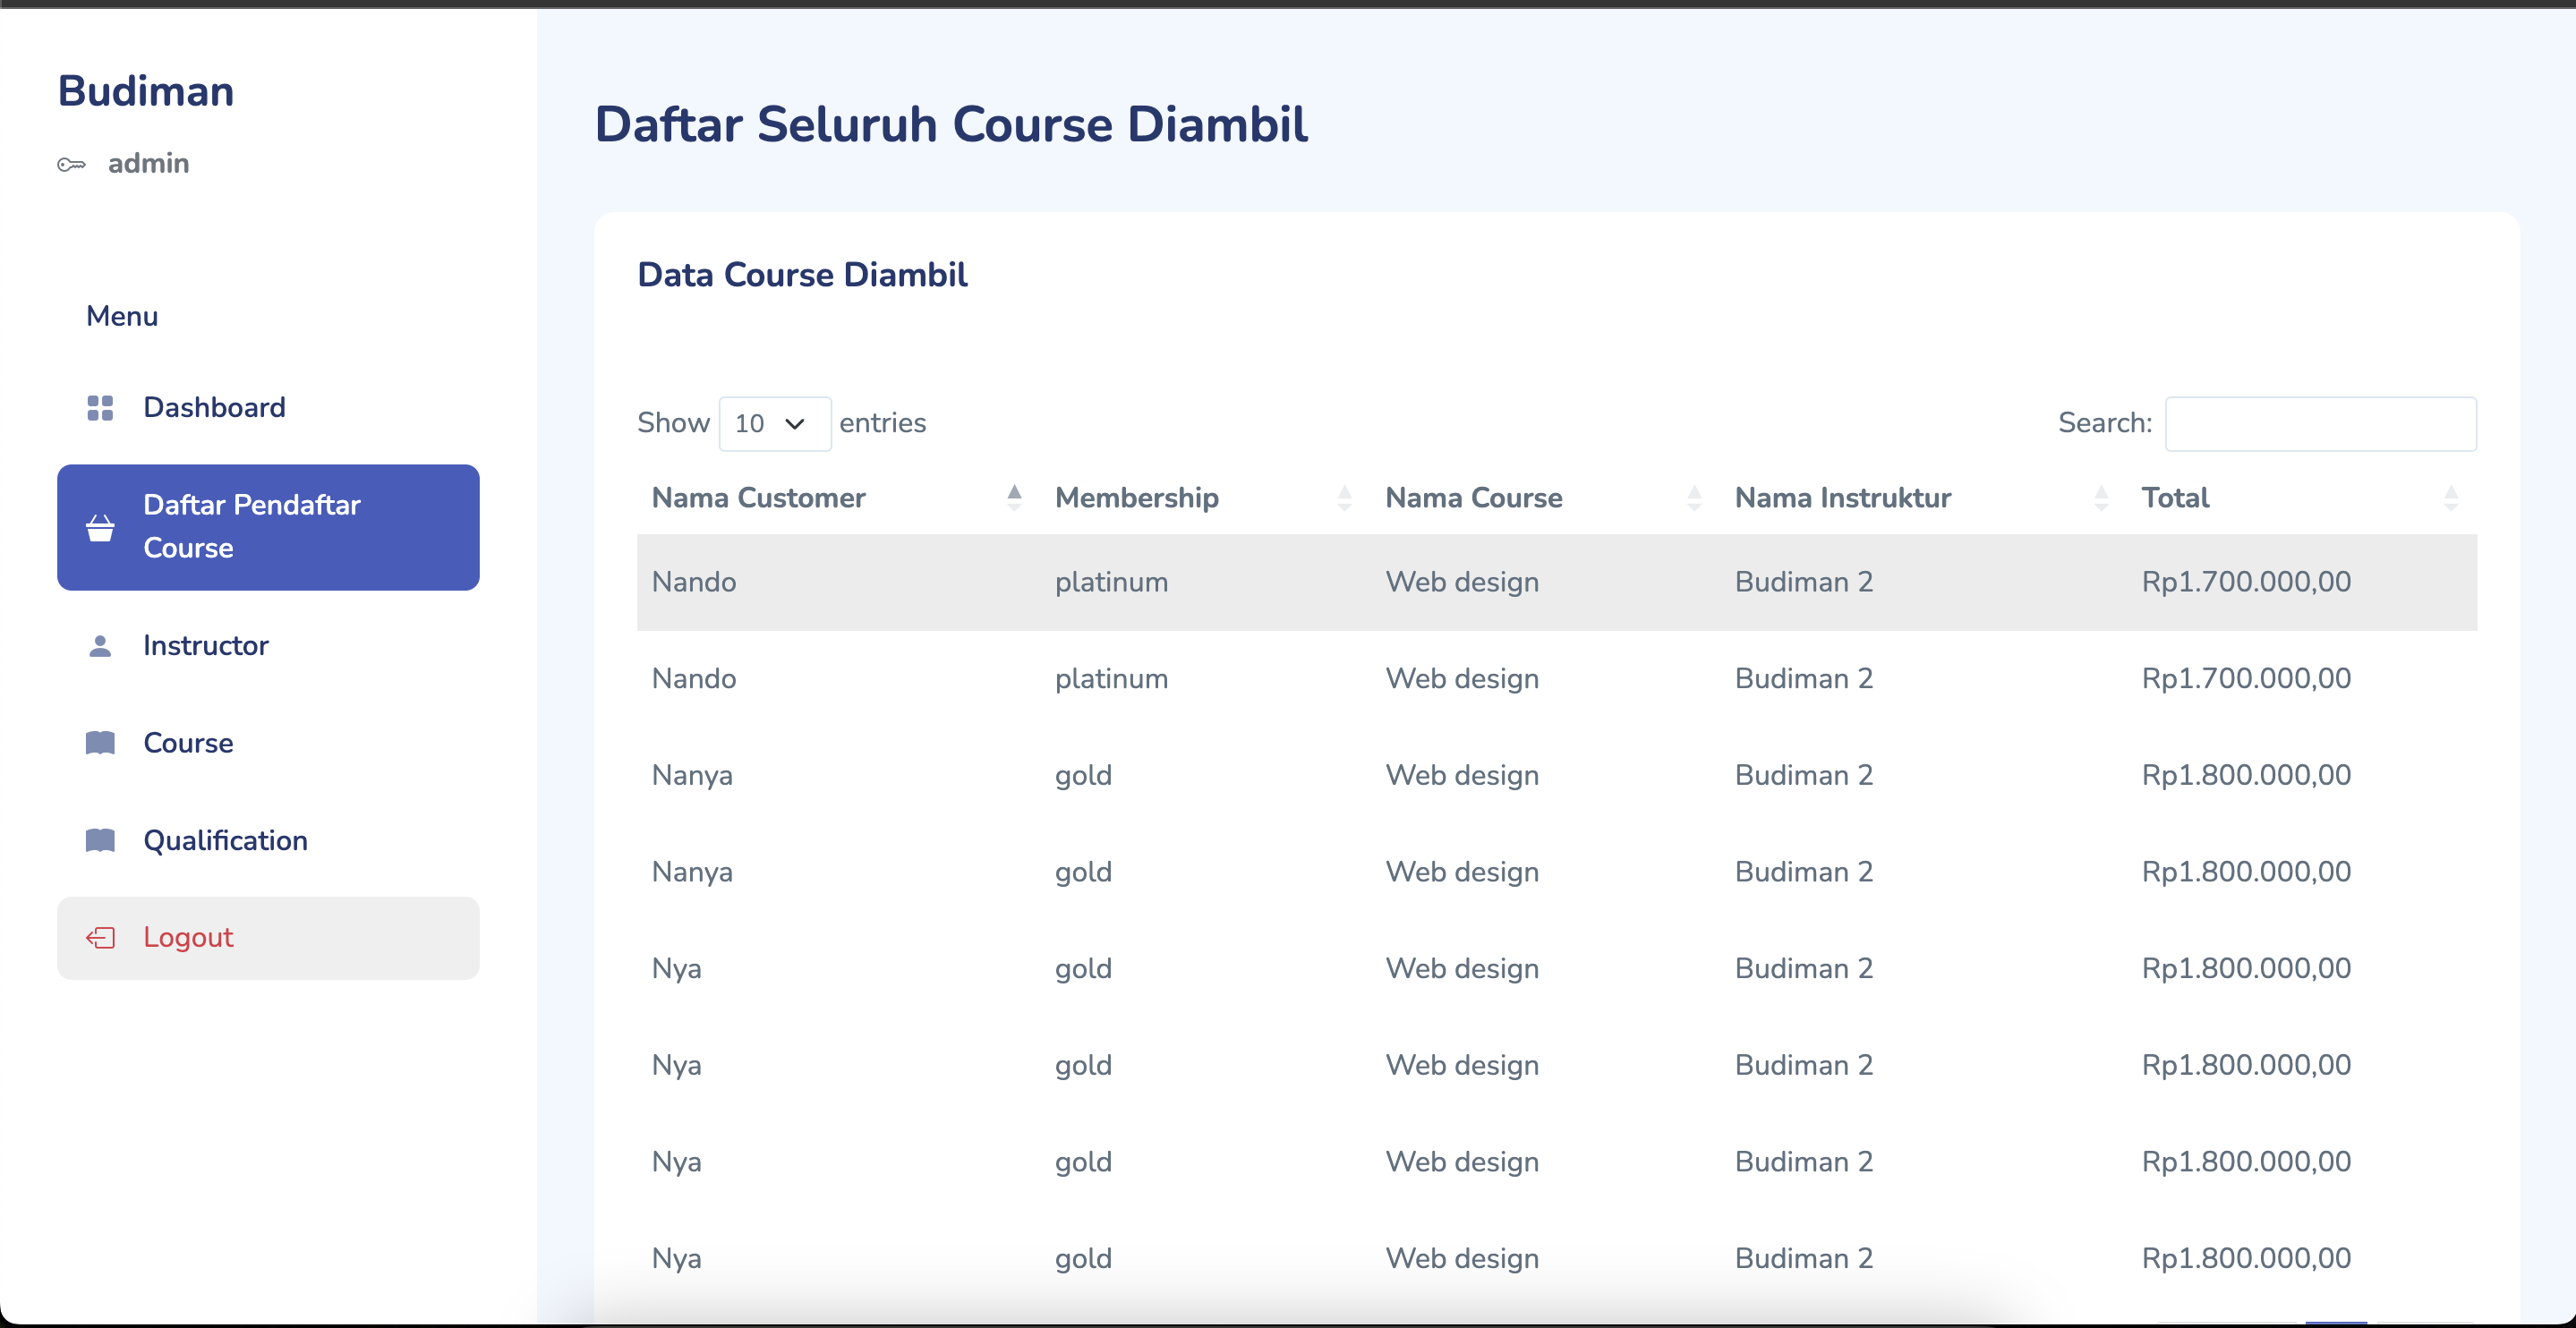 Budiman
admin
Menu
Dashboard
Daftar Pendaftar
Course
Instructor
Course
Qualification
Logout
Daftar Seluruh Course Diambil
Data Course Diambil
Show 10 entries
Search:
Nama Customer Membership Nama Course Nama Instruktur Total
Nando platinum Web design Budiman 2 Rp1.700.000,00
Nando platinum Web design Budiman 2 Rp1.700.000,00
Nanya gold Web design Budiman 2 Rp1.800.000,00
Nanya gold Web design Budiman 2 Rp1.800.000,00
Nya gold Web design Budiman 2 Rp1.800.000,00
Nya gold Web design Budiman 2 Rp1.800.000,00
Nya gold Web design Budiman 2 Rp1.800.000,00
Nya gold Web design Budiman 2 Rp1.800.000,00